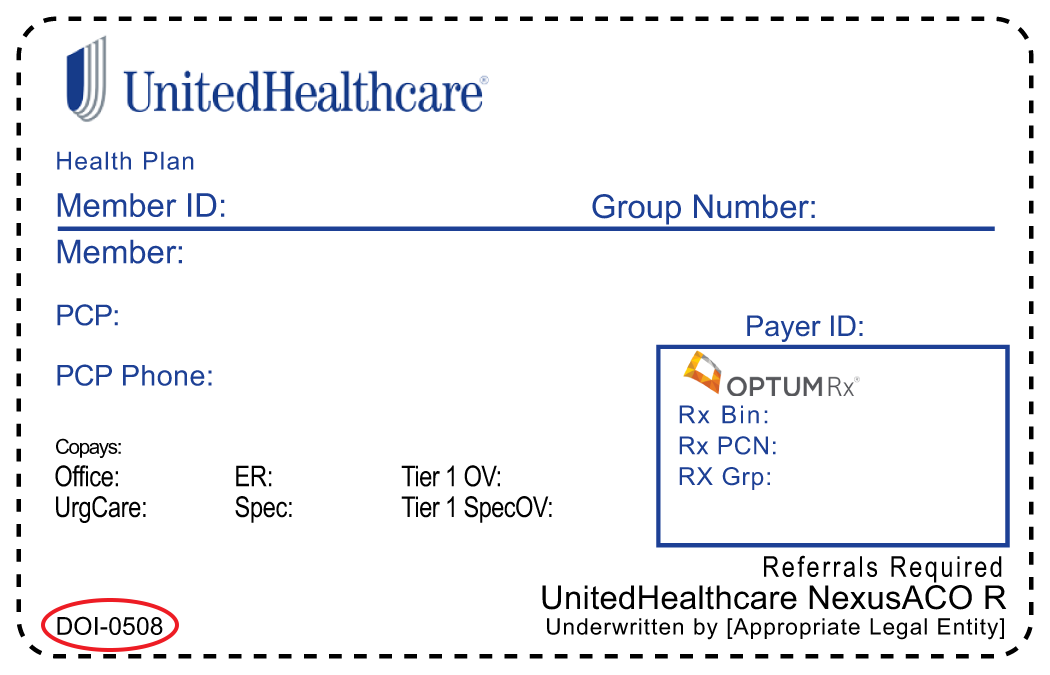 UnitedHealthcare®
Health Plan
Member ID: Group Number:
Member:
PCP:
Payer ID:
PCP Phone:
OPTUMRx®
Rx Bin:
Rx PCN:
RX Grp:
Copays:
Office: ER: Tier 1 OV:
UrgCare: Spec: Tier 1 SpecOV:
Referrals Required
UnitedHealthcare NexusACO R
DOI-0508 Underwritten by [Appropriate Legal Entity]